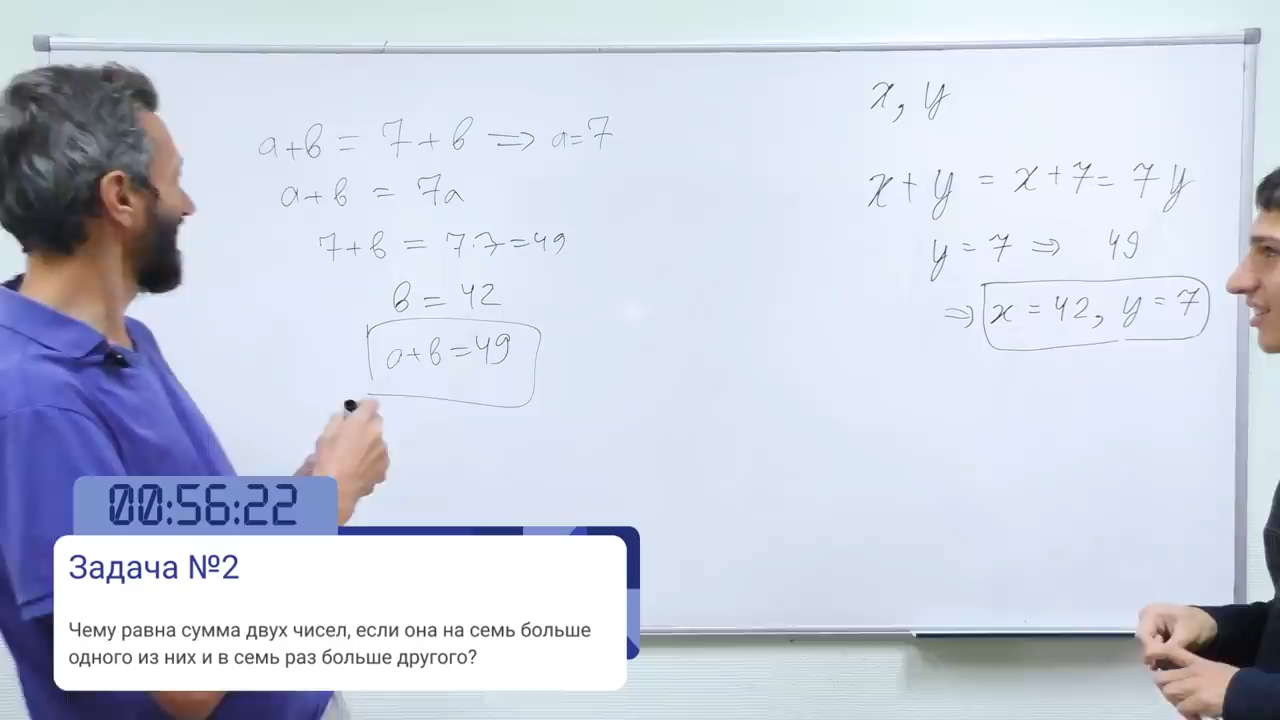 a+b = 7+b => a=7
a+b = 7a
7+b = 7·7=49
b = 42
a+b=49
x, y
x+y = x+7= 7y
y = 7 => 49
=> x = 42, y = 7
00:56:22
Задача №2
Чему равна сумма двух чисел, если она на семь больше
одного из них и в семь раз больше другого?